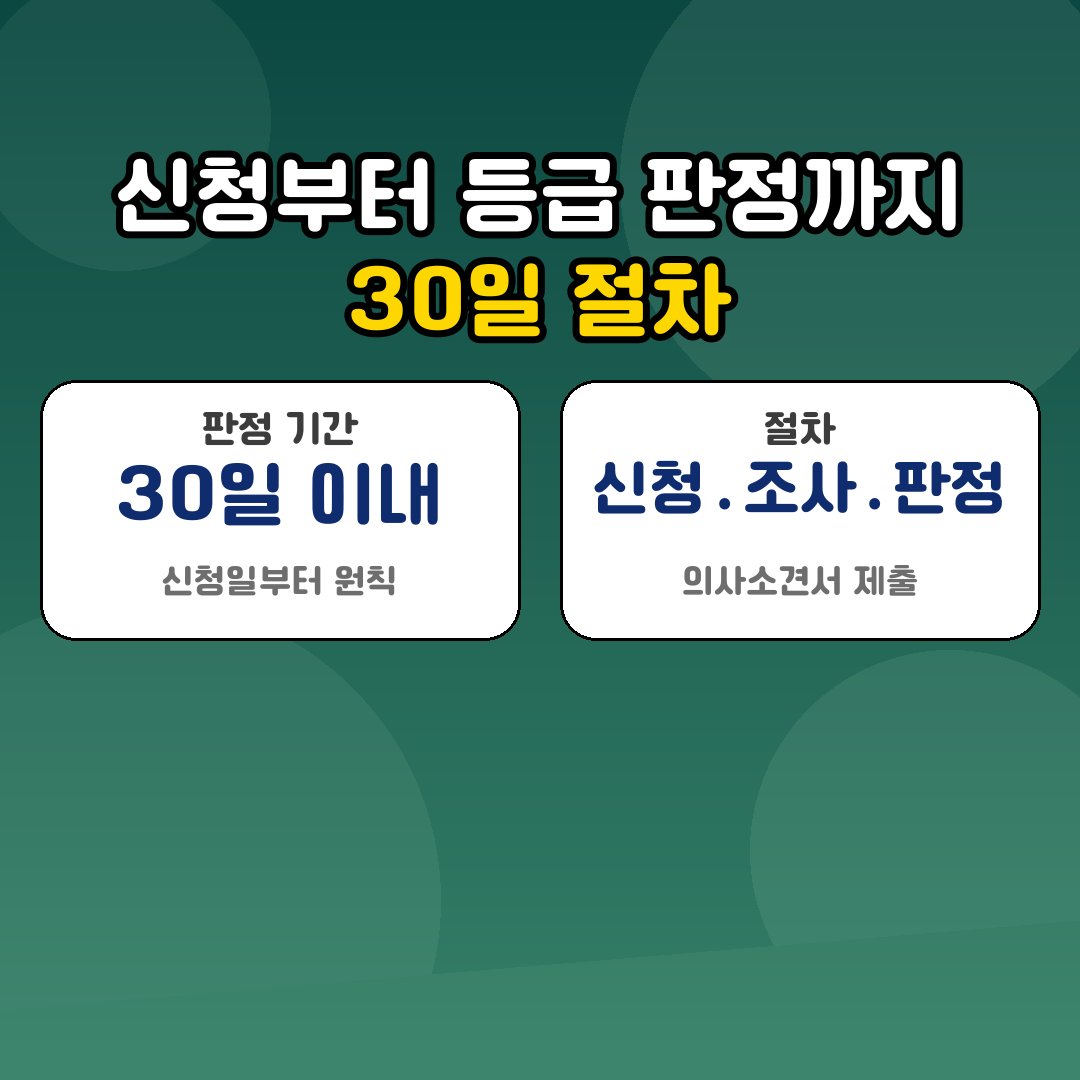 신청부터 등급 판정까지
30일 절차
판정 기간
30일 이내
신청일부터 원칙
절차
신청.조사.판정
의사소견서 제출